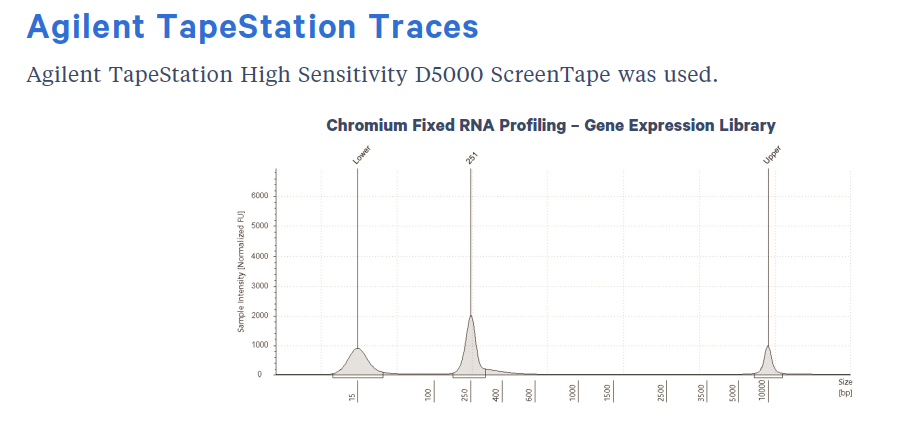 Agilent TapeStation Traces
Agilent TapeStation High Sensitivity D5000 ScreenTape was used.
Chromium Fixed RNA Profiling – Gene Expression Library
Lower
251
Upper
Sample Intensity [Normalized FU]
6000
5000
4000
3000
2000
1000
0
15
100
250
400
600
1000
1500
2500
3500
5000
10000
Size
[bp]